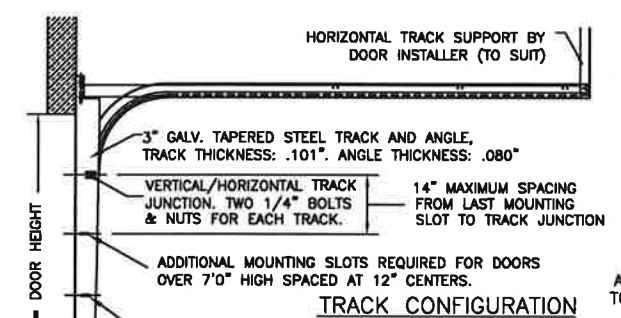 HORIZONTAL TRACK SUPPORT BY
DOOR INSTALLER (TO SUIT)
3" GALV. TAPERED STEEL TRACK AND ANGLE,
TRACK THICKNESS: .101". ANGLE THICKNESS: .080"
VERTICAL/HORIZONTAL TRACK
JUNCTION. TWO 1/4" BOLTS
& NUTS FOR EACH TRACK.
14" MAXIMUM SPACING
FROM LAST MOUNTING
SLOT TO TRACK JUNCTION
DOOR HEIGHT
ADDITIONAL MOUNTING SLOTS REQUIRED FOR DOORS
OVER 7'0" HIGH SPACED AT 12" CENTERS.
TRACK CONFIGURATION